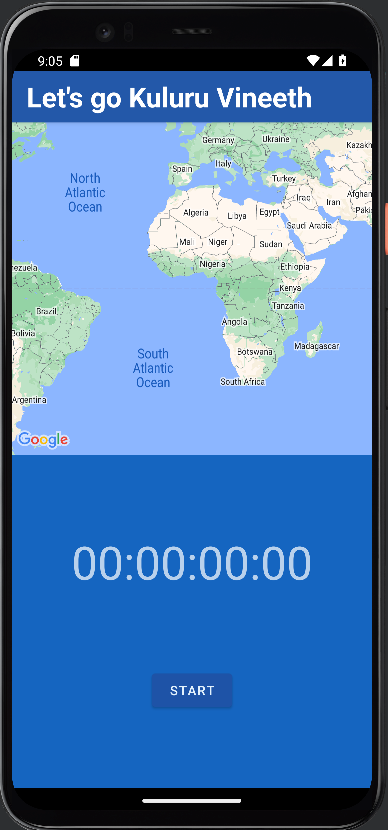 9:05
Let's go Kuluru Vineeth
Germany
Ukraine
Kazakh
Spain
Italy
Turkey
North
Atlantic
Ocean
Algeria
Libya
Egypt
Iraq
Iran
Afghan
Pakis
Saudi Arabia
Mali
Niger
Sudan
Nigeria
Ethiopia
ezuela
Kenya
Tanzania
Brazil
Angola
Bolivia
Madagascar
South
Atlantic
Ocean
Botswana
South Africa
Argentina
Google
00:00:00:00
START